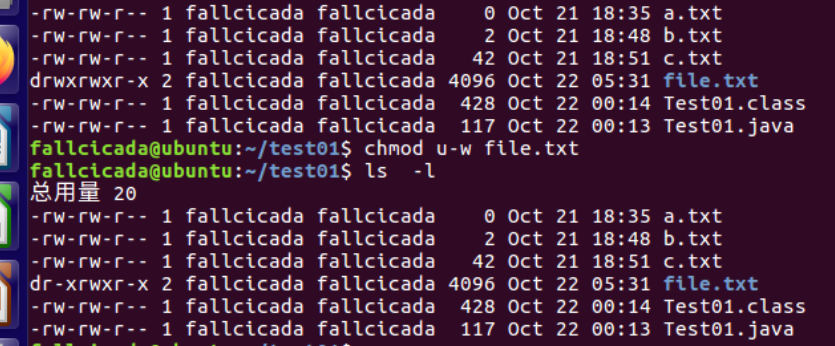 -rw-rw-r-- 1 fallcicada fallcicada    0 Oct 21 18:35 a.txt
-rw-rw-r-- 1 fallcicada fallcicada    2 Oct 21 18:48 b.txt
-rw-rw-r-- 1 fallcicada fallcicada   42 Oct 21 18:51 c.txt
drwxrwxr-x 2 fallcicada fallcicada 4096 Oct 22 05:31 file.txt
-rw-rw-r-- 1 fallcicada fallcicada  428 Oct 22 00:14 Test01.class
-rw-rw-r-- 1 fallcicada fallcicada  117 Oct 22 00:13 Test01.java
fallcicada@ubuntu:~/test01$ chmod u-w file.txt
fallcicada@ubuntu:~/test01$ ls  -l
总用量 20
-rw-rw-r-- 1 fallcicada fallcicada    0 Oct 21 18:35 a.txt
-rw-rw-r-- 1 fallcicada fallcicada    2 Oct 21 18:48 b.txt
-rw-rw-r-- 1 fallcicada fallcicada   42 Oct 21 18:51 c.txt
dr-xrwxr-x 2 fallcicada fallcicada 4096 Oct 22 05:31 file.txt
-rw-rw-r-- 1 fallcicada fallcicada  428 Oct 22 00:14 Test01.class
-rw-rw-r-- 1 fallcicada fallcicada  117 Oct 22 00:13 Test01.java